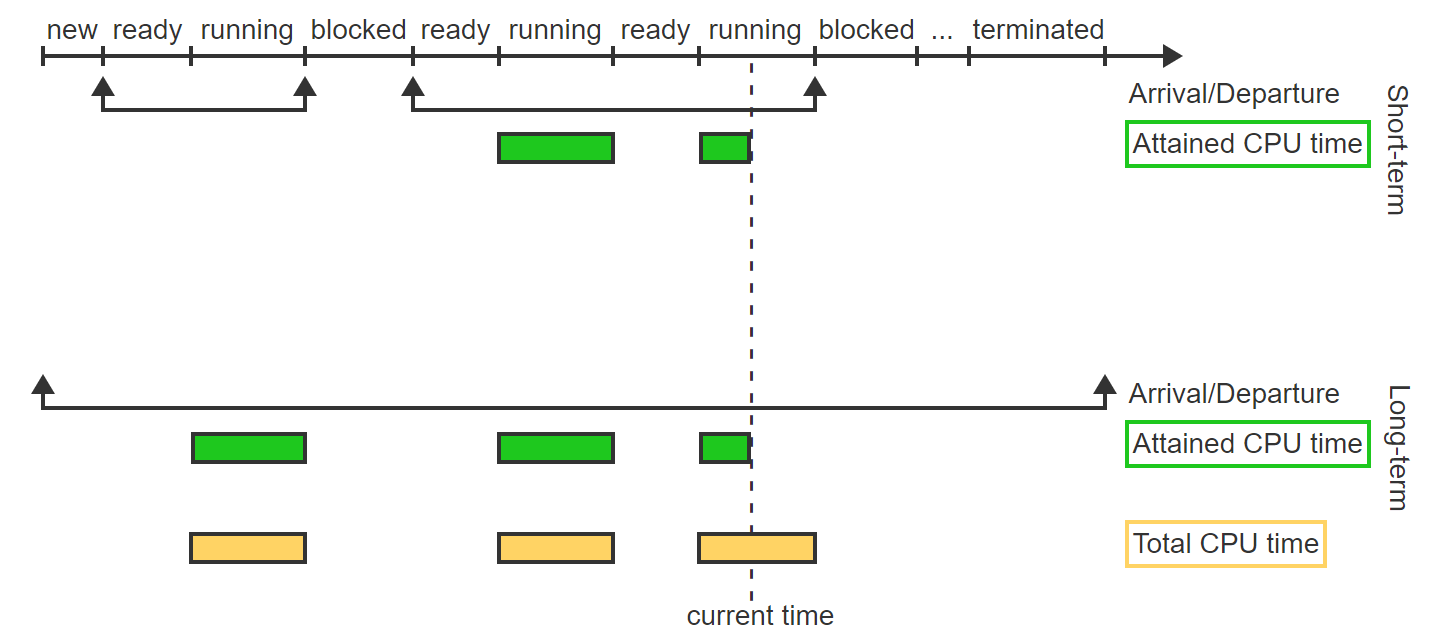 new ready running blocked ready running ready running blocked ... terminated
Arrival/Departure
Attained CPU time
Short-term
Arrival/Departure
Attained CPU time
Long-term
Total CPU time
current time